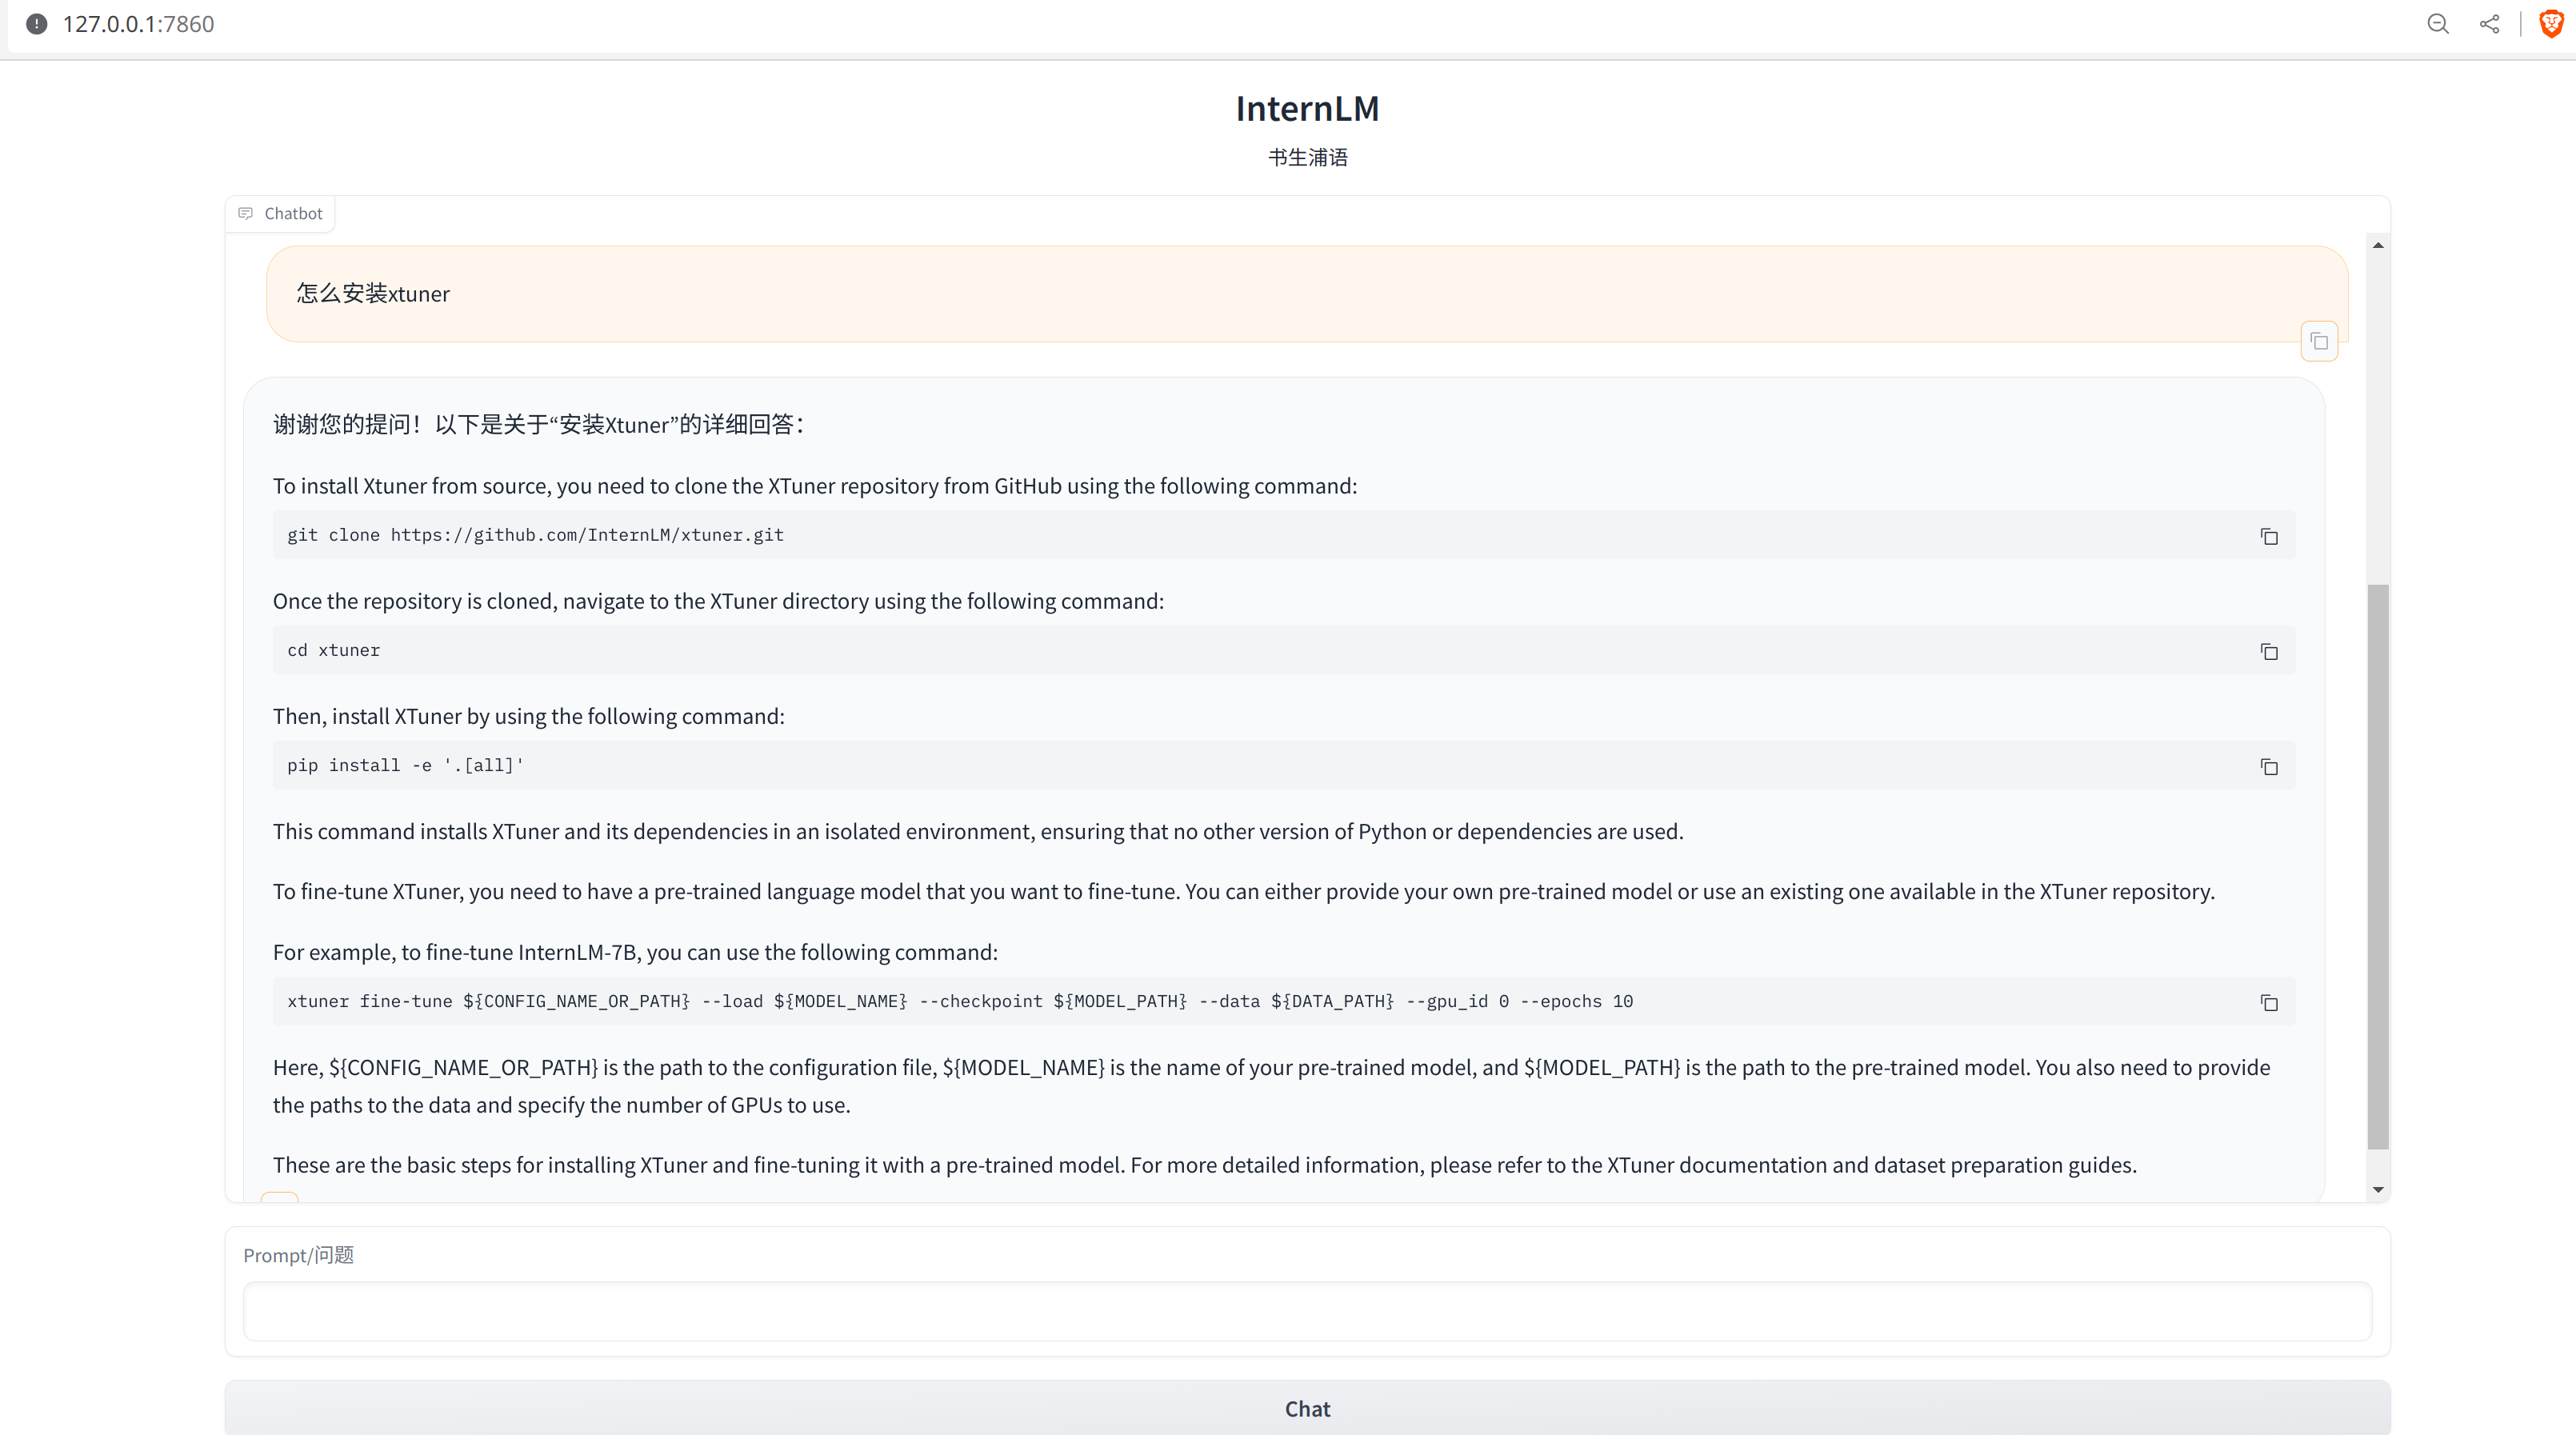 127.0.0.1:7860
InternLM
书生浦语
Chatbot
怎么安装xtuner
谢谢您的提问！以下是关于“安装Xtuner”的详细回答：
To install Xtuner from source, you need to clone the XTuner repository from GitHub using the following command:
git clone https://github.com/InternLM/xtuner.git
Once the repository is cloned, navigate to the XTuner directory using the following command:
cd xtuner
Then, install XTuner by using the following command:
pip install -e '.[all]'
This command installs XTuner and its dependencies in an isolated environment, ensuring that no other version of Python or dependencies are used.
To fine-tune XTuner, you need to have a pre-trained language model that you want to fine-tune. You can either provide your own pre-trained model or use an existing one available in the XTuner repository.
For example, to fine-tune InternLM-7B, you can use the following command:
xtuner fine-tune ${CONFIG_NAME_OR_PATH} --load ${MODEL_NAME} --checkpoint ${MODEL_PATH} --data ${DATA_PATH} --gpu_id 0 --epochs 10
Here, ${CONFIG_NAME_OR_PATH} is the path to the configuration file, ${MODEL_NAME} is the name of your pre-trained model, and ${MODEL_PATH} is the path to the pre-trained model. You also need to provide
the paths to the data and specify the number of GPUs to use.
These are the basic steps for installing XTuner and fine-tuning it with a pre-trained model. For more detailed information, please refer to the XTuner documentation and dataset preparation guides.
Prompt/问题
Chat